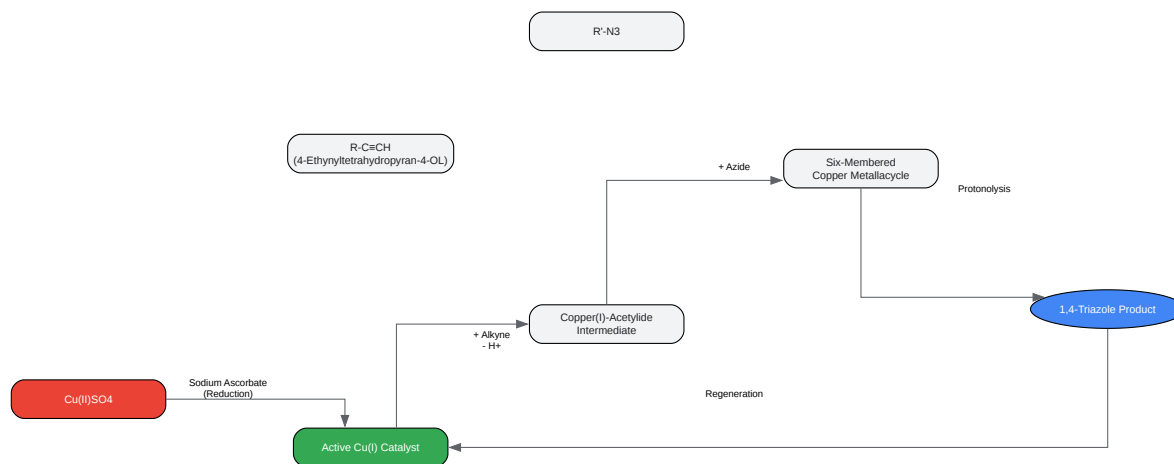 R'-N3
R-C≡CH
(4-Ethynyltetrahydropyran-4-OL)
+ Azide
Six-Membered
Copper Metallacycle
Protonolysis
Copper(I)-Acetylide
Intermediate
1,4-Triazole Product
+ Alkyne
- H+
Sodium Ascorbate
(Reduction)
Cu(II)SO4
Regeneration
Active Cu(I) Catalyst